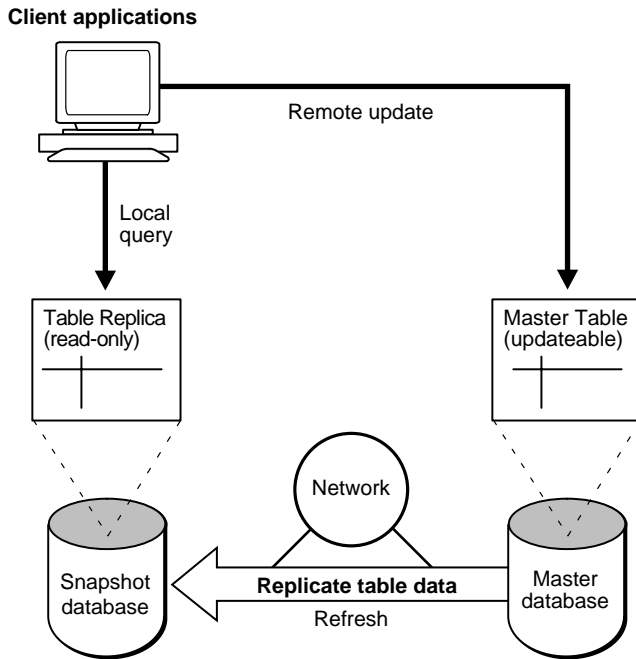 Client applications
Remote update
Local
query
Table Replica
(read-only)
Master Table
(updateable)
Network
Snapshot
database
Replicate table data
Refresh
Master
database